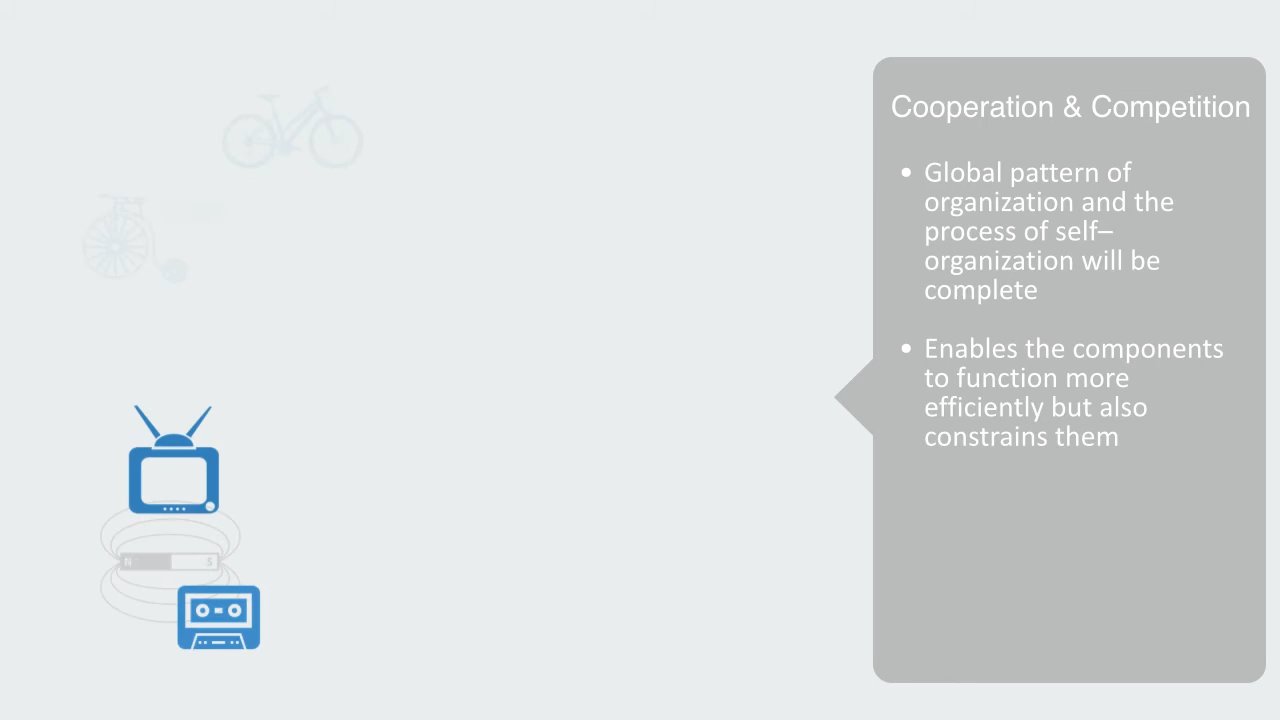 Cooperation & Competition
• Global pattern of
organization and the
process of self–
organization will be
complete
• Enables the components
to function more
efficiently but also
constrains them
N S